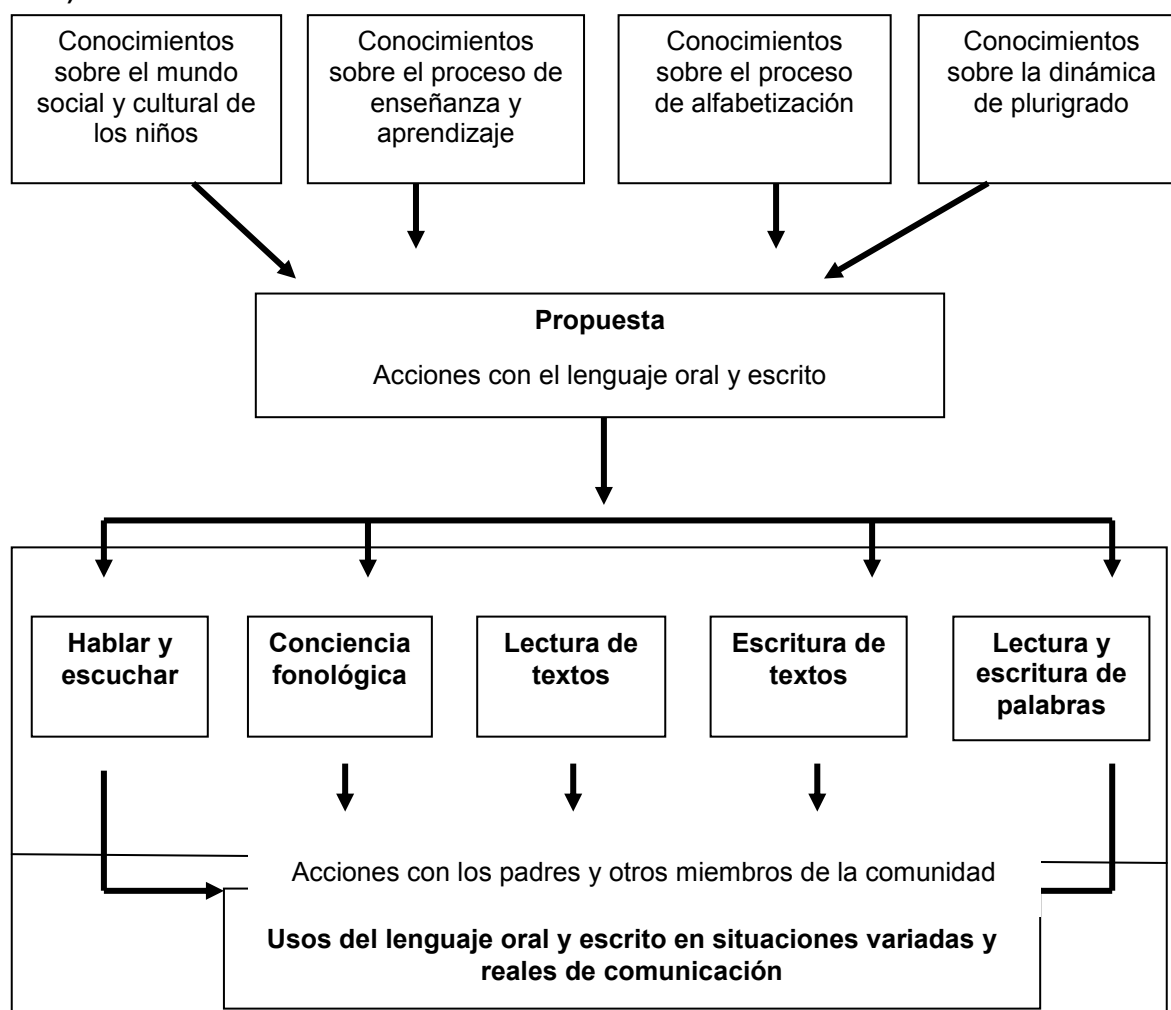 Conocimientos
sobre el mundo
social y cultural de
los niños
Conocimientos
sobre el proceso de
enseñanza y
aprendizaje
Conocimientos
sobre el proceso
de alfabetización
Conocimientos
sobre la dinámica
de plurigrado
Propuesta
Acciones con el lenguaje oral y escrito
Hablar y
escuchar
Conciencia
fonológica
Lectura de
textos
Escritura de
textos
Lectura y
escritura de
palabras
Acciones con los padres y otros miembros de la comunidad
Usos del lenguaje oral y escrito en situaciones variadas y
reales de comunicación